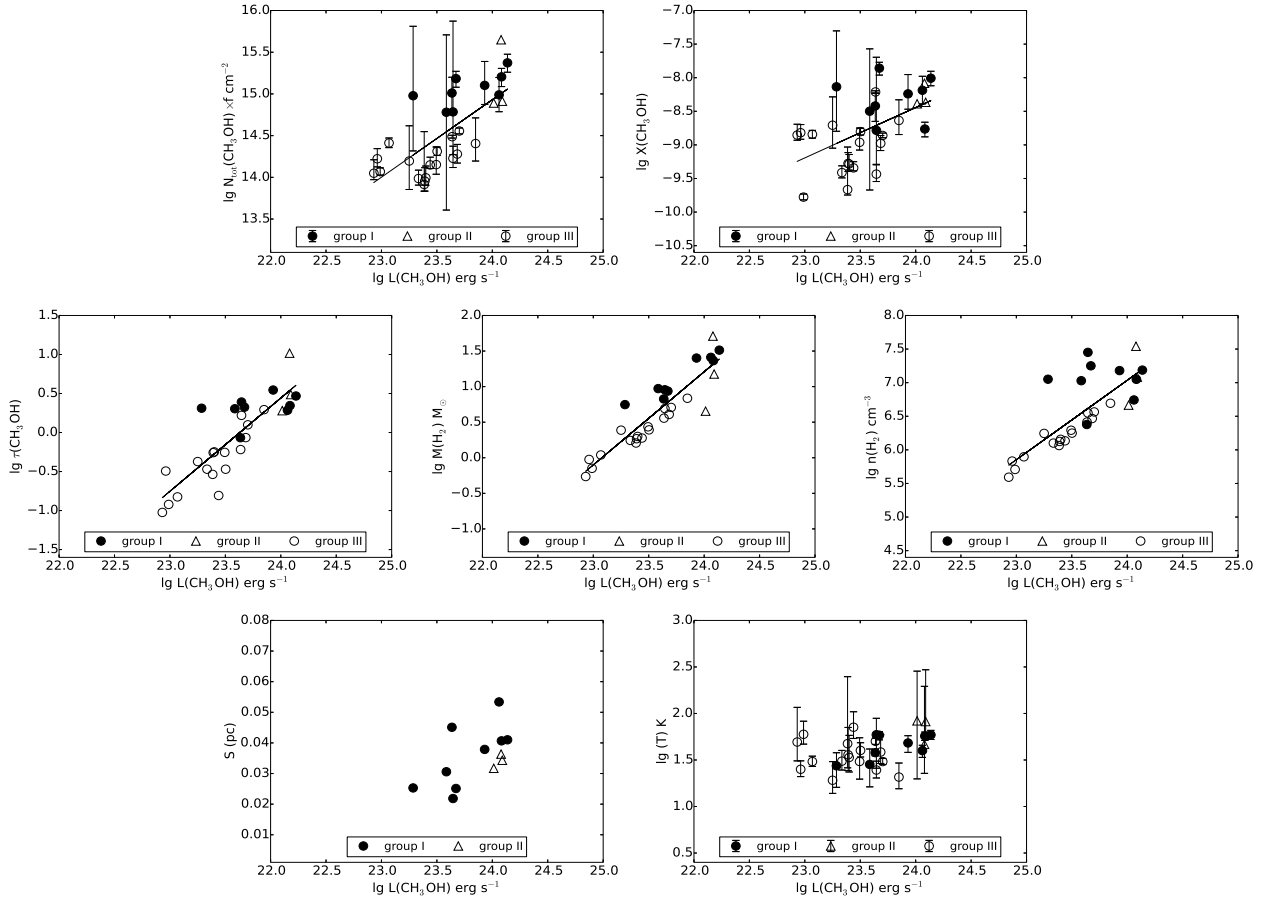 16.0
15.5
15.0
14.5
14.0
13.5
lg N_tot(CH₃OH) ×f cm⁻²
group I group II group III
22.0 22.5 23.0 23.5 24.0 24.5 25.0
lg L(CH₃OH) erg s⁻¹
−7.0
−7.5
−8.0
−8.5
−9.0
−9.5
−10.0
−10.5
lg X(CH₃OH)
group I group II group III
22.0 22.5 23.0 23.5 24.0 24.5 25.0
lg L(CH₃OH) erg s⁻¹
1.5
1.0
0.5
0.0
−0.5
−1.0
−1.5
lg τ(CH₃OH)
group I group II group III
22.0 22.5 23.0 23.5 24.0 24.5 25.0
lg L(CH₃OH) erg s⁻¹
2.0
1.5
1.0
0.5
0.0
−0.5
−1.0
lg M(H₂) M☉
group I group II group III
22.0 22.5 23.0 23.5 24.0 24.5 25.0
lg L(CH₃OH) erg s⁻¹
8.0
7.5
7.0
6.5
6.0
5.5
5.0
4.5
lg n(H₂) cm⁻³
group I group II group III
22.0 22.5 23.0 23.5 24.0 24.5 25.0
lg L(CH₃OH) erg s⁻¹
0.08
0.07
0.06
0.05
0.04
0.03
0.02
0.01
S (pc)
group I group II
22.0 22.5 23.0 23.5 24.0 24.5 25.0
lg L(CH₃OH) erg s⁻¹
3.0
2.5
2.0
1.5
1.0
0.5
lg (T) K
group I group II group III
22.0 22.5 23.0 23.5 24.0 24.5 25.0
lg L(CH₃OH) erg s⁻¹